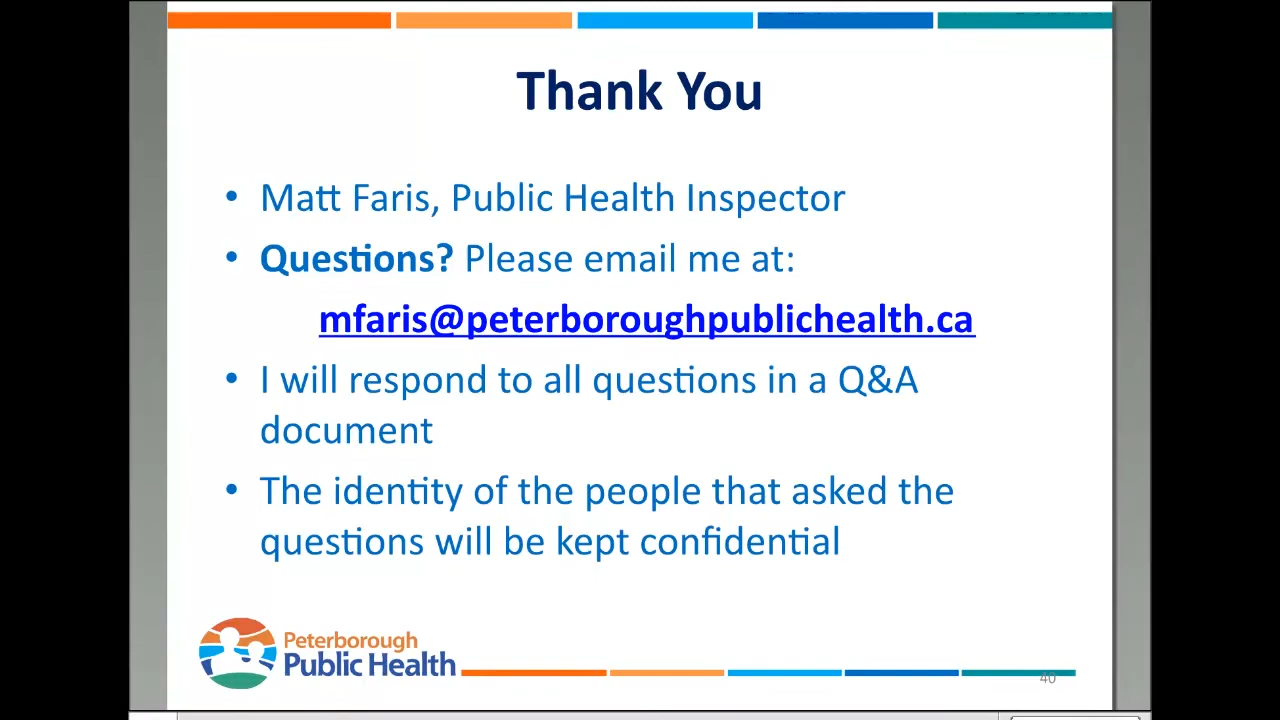 Thank You
• Matt Faris, Public Health Inspector
• Questions? Please email me at:
mfaris@peterboroughpublichealth.ca
• I will respond to all questions in a Q&A
document
• The identity of the people that asked the
questions will be kept confidential
Peterborough
Public Health
40